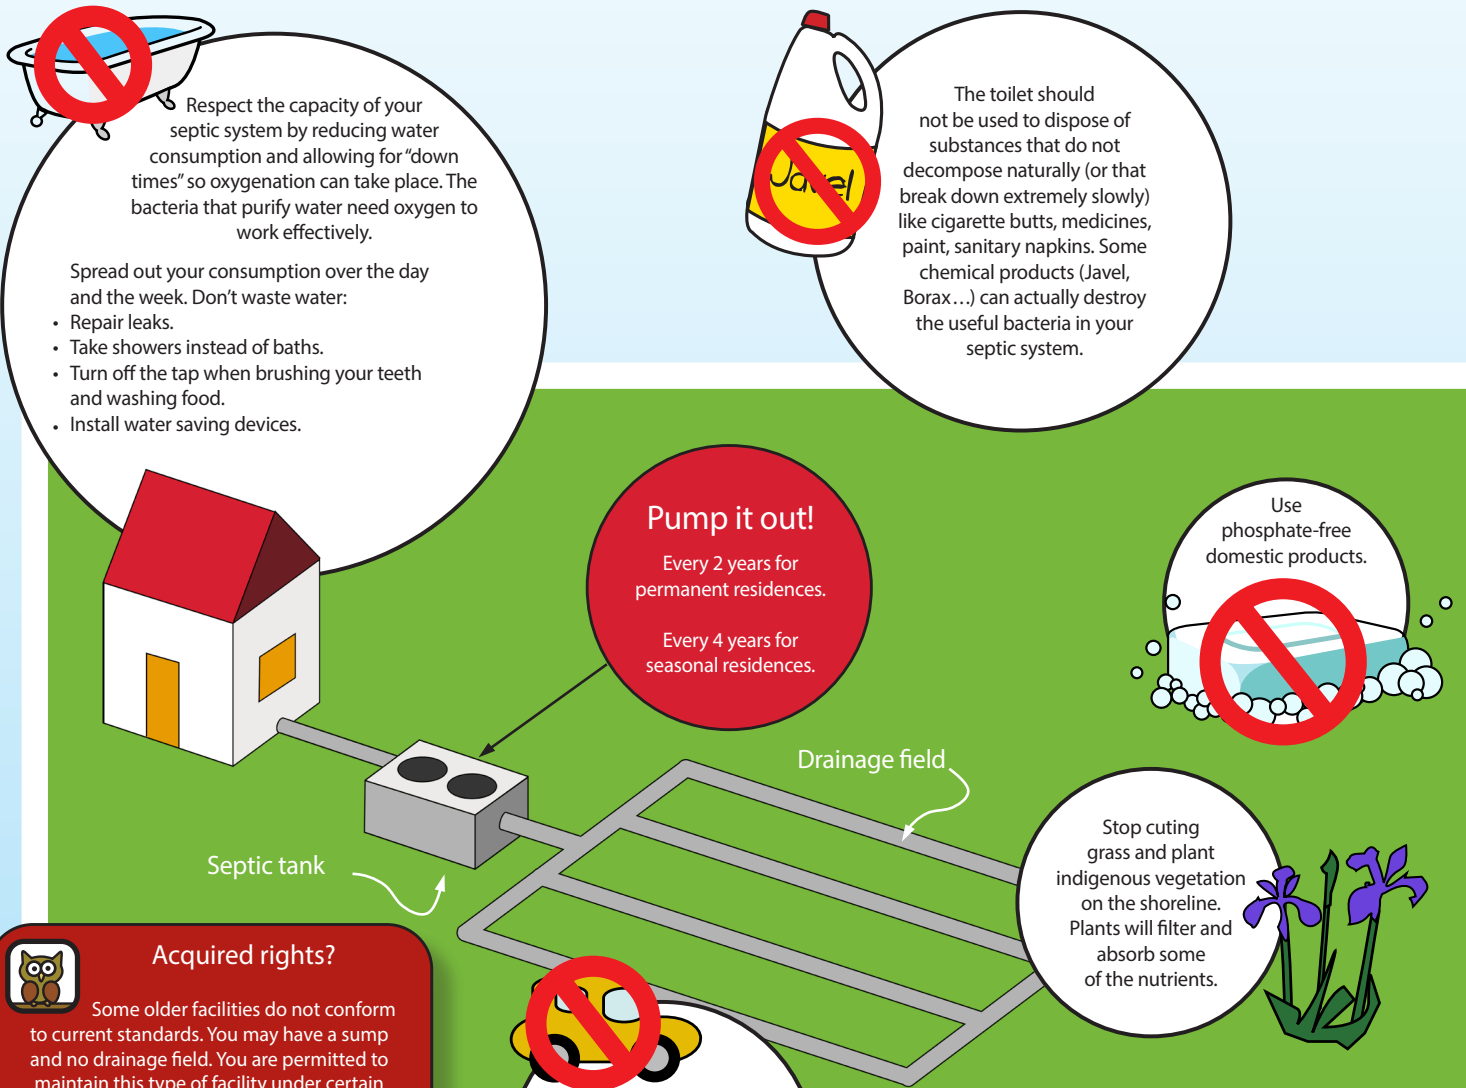 Respect the capacity of your
septic system by reducing water
consumption and allowing for “down
times” so oxygenation can take place. The
bacteria that purify water need oxygen to
work effectively.
Spread out your consumption over the day
and the week. Don’t waste water:
• Repair leaks.
• Take showers instead of baths.
• Turn off the tap when brushing your teeth
and washing food.
• Install water saving devices.
Javel
The toilet should
not be used to dispose of
substances that do not
decompose naturally (or that
break down extremely slowly)
like cigarette butts, medicines,
paint, sanitary napkins. Some
chemical products (Javel,
Borax…) can actually destroy
the useful bacteria in your
septic system.
Pump it out!
Every 2 years for
permanent residences.
Every 4 years for
seasonal residences.
Use
phosphate-free
domestic products.
Drainage field
Septic tank
Stop cuting
grass and plant
indigenous vegetation
on the shoreline.
Plants will filter and
absorb some
of the nutrients.
Acquired rights?
Some older facilities do not conform
to current standards. You may have a sump
and no drainage field. You are permitted to
maintain this type of facility under certain